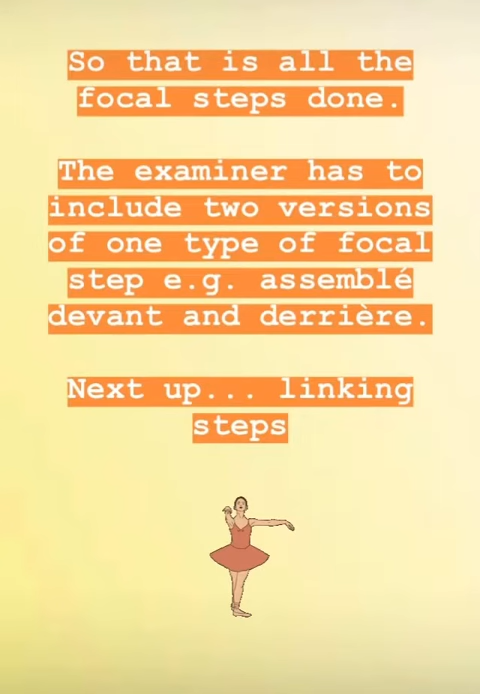 So that is all the
focal steps done.
The examiner has to
include two versions
of one type of focal
step e.g. assemblé
devant and derrière.
Next up... linking
steps